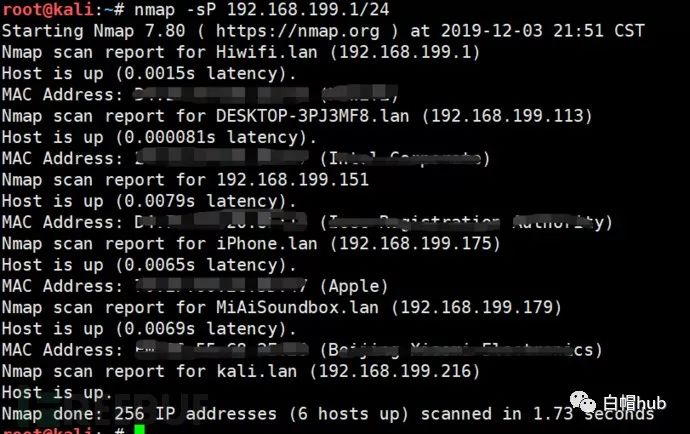 root@kali:~# nmap -sP 192.168.199.1/24
Starting Nmap 7.80 ( https://nmap.org ) at 2019-12-03 21:51 CST
Nmap scan report for Hiwifi.lan (192.168.199.1)
Host is up (0.0015s latency).
MAC Address:
Nmap scan report for DESKTOP-3PJ3MF8.lan (192.168.199.113)
Host is up (0.000081s latency).
MAC Address: (Intel Corporate)
Nmap scan report for 192.168.199.151
Host is up (0.0079s latency).
MAC Address: Registration Authority)
Nmap scan report for iPhone.lan (192.168.199.175)
Host is up (0.0065s latency).
MAC Address: (Apple)
Nmap scan report for MiAiSoundbox.lan (192.168.199.179)
Host is up (0.0069s latency).
MAC Address: (Beijing Xiaomi Electronics)
Nmap scan report for kali.lan (192.168.199.216)
Host is up.
Nmap done: 256 IP addresses (6 hosts up) scanned in 1.73 seconds
root@kali:~#
REEBUF
白帽hub